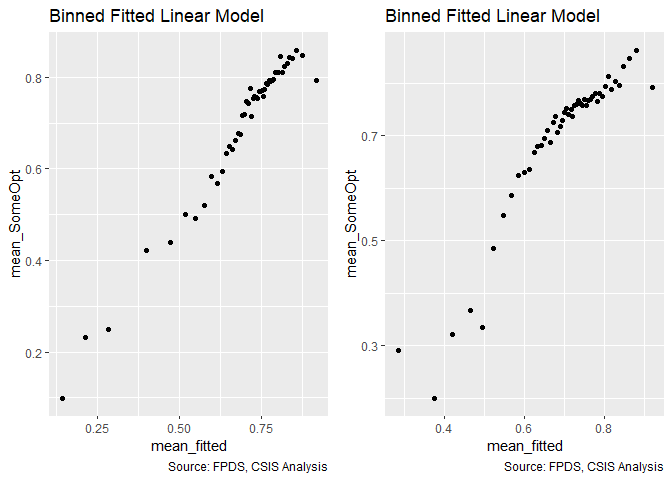 Binned Fitted Linear Model
mean_SomeOpt
0.8
0.6
0.4
0.2
0.25 0.50 0.75
mean_fitted
Source: FPDS, CSIS Analysis
Binned Fitted Linear Model
mean_SomeOpt
0.7
0.5
0.3
0.4 0.6 0.8
mean_fitted
Source: FPDS, CSIS Analysis